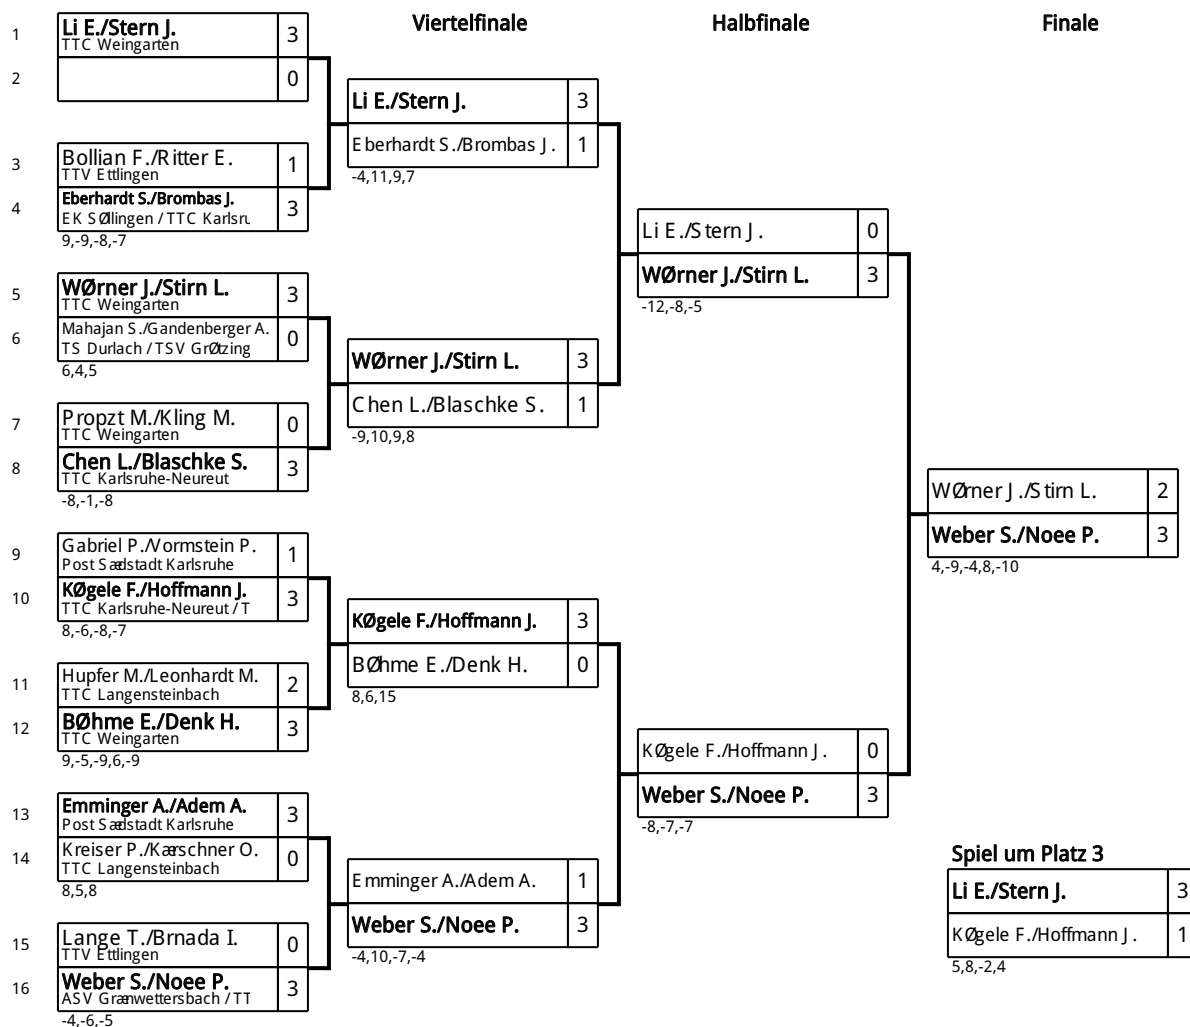 Viertelfinale
Halbfinale
Finale
1
Li E./Stern J.
TTC Weingarten
3
2
0
3
Bollian F./Ritter E.
TTV Ettlingen
1
4
Eberhardt S./Brombas J.
EK SØllingen / TTC Karlsru
3
9,-9,-8,-7
5
WØrner J./Stirn L.
TTC Weingarten
3
6
Mahajan S./Gandenberger A.
TS Durlach / TSV GrØtzing
0
6,4,5
7
Propzt M./Kling M.
TTC Weingarten
0
8
Chen L./Blaschke S.
TTC Karlsruhe-Neureut
3
-8,-1,-8
9
Gabriel P./Vormstein P.
Post Sædstadt Karlsruhe
1
10
KØgele F./Hoffmann J.
TTC Karlsruhe-Neureut / T
3
8,-6,-8,-7
11
Hupfer M./Leonhardt M.
TTC Langensteinbach
2
12
BØhme E./Denk H.
TTC Weingarten
3
9,-5,-9,6,-9
13
Emminger A./Adem A.
Post Sædstadt Karlsruhe
3
14
Kreiser P./Kærschner O.
TTC Langensteinbach
0
8,5,8
15
Lange T./Brnada I.
TTV Ettlingen
0
16
Weber S./Noee P.
ASV Grænwettersbach / TT
3
-4,-6,-5
Li E./Stern J.
3
Eberhardt S./Brombas J.
1
-4,11,9,7
WØrner J./Stirn L.
3
Chen L./Blaschke S.
1
-9,10,9,8
KØgele F./Hoffmann J.
3
BØhme E./Denk H.
0
8,6,15
Emminger A./Adem A.
1
Weber S./Noee P.
3
-4,10,-7,-4
Li E./Stern J.
0
WØrner J./Stirn L.
3
-12,-8,-5
KØgele F./Hoffmann J.
0
Weber S./Noee P.
3
-8,-7,-7
WØrner J./Stirn L.
2
Weber S./Noee P.
3
4,-9,-4,8,-10
Spiel um Platz 3
Li E./Stern J.
3
KØgele F./Hoffmann J.
1
5,8,-2,4